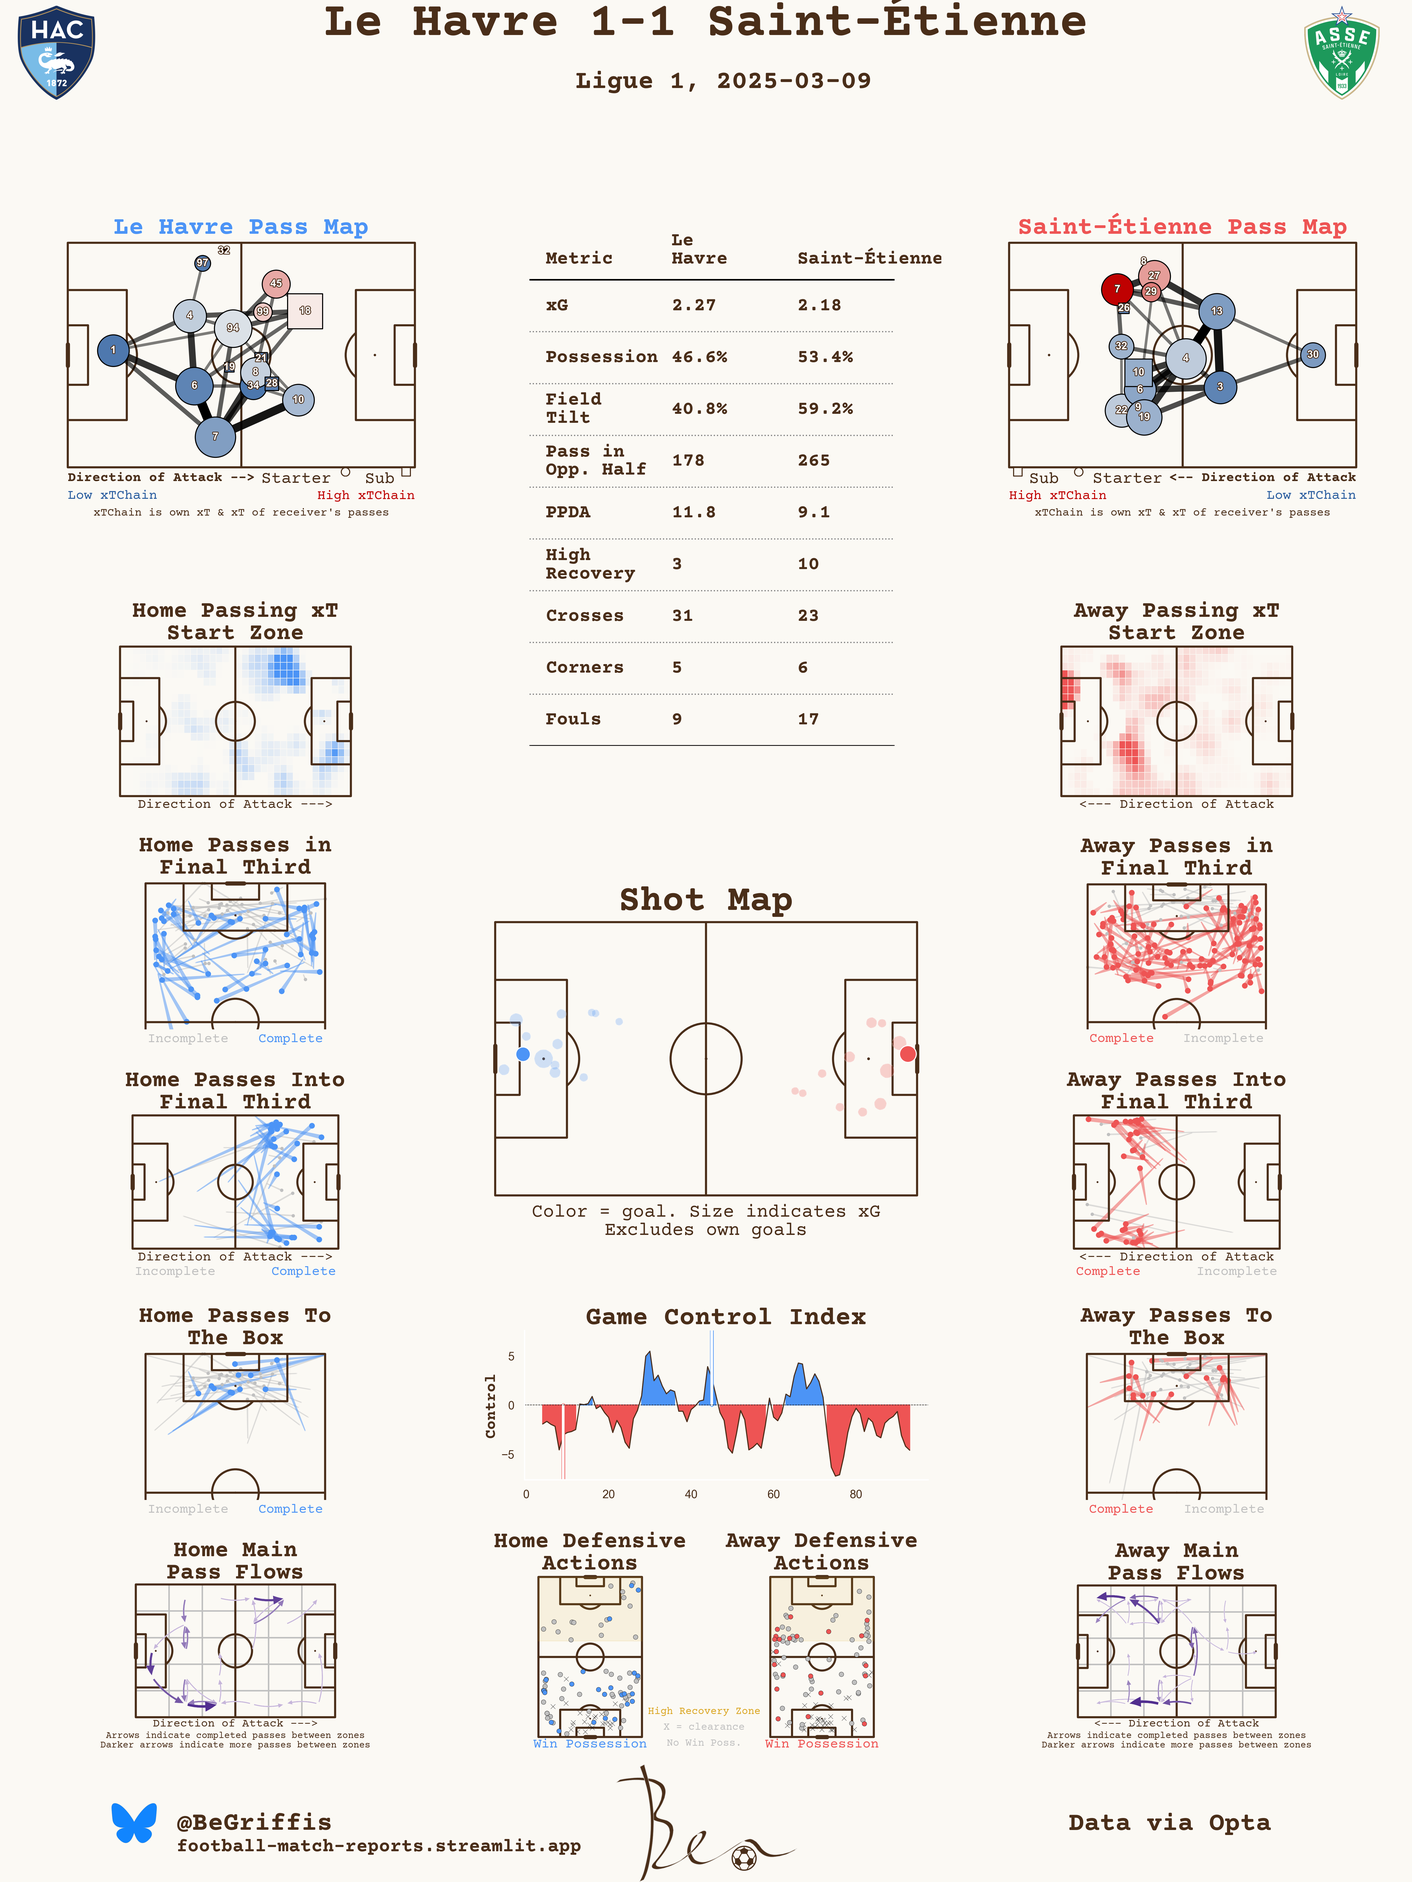 Le Havre 1-1 Saint-Étienne
Ligue 1, 2025-03-09
HAC
1872
ASSE
SAINT-ÉTIENNE
LOIRE
Le Havre Pass Map
32
97
45
4
99
18
94
1
21
19
8
6
34
28
10
7
Direction of Attack --> Starter Sub
Low xTChain High xTChain
xTChain is own xT & xT of receiver's passes
Metric Le Havre Saint-Étienne
xG 2.27 2.18
Possession 46.6% 53.4%
Field Tilt 40.8% 59.2%
Pass in Opp. Half 178 265
PPDA 11.8 9.1
High Recovery 3 10
Crosses 31 23
Corners 5 6
Fouls 9 17
Saint-Étienne Pass Map
8
27
7
29
26
13
32
4
30
10
6
3
22
9
19
Sub Starter <-- Direction of Attack
High xTChain Low xTChain
xTChain is own xT & xT of receiver's passes
Home Passing xT
Start Zone
Direction of Attack --->
Away Passing xT
Start Zone
<--- Direction of Attack
Home Passes in
Final Third
Incomplete Complete
Away Passes in
Final Third
Complete Incomplete
Shot Map
Color = goal. Size indicates xG
Excludes own goals
Home Passes Into
Final Third
Direction of Attack --->
Incomplete Complete
Away Passes Into
Final Third
<--- Direction of Attack
Complete Incomplete
Home Passes To
The Box
Incomplete Complete
Game Control Index
Control
5
0
−5
0 20 40 60 80
Away Passes To
The Box
Complete Incomplete
Home Main
Pass Flows
Direction of Attack --->
Arrows indicate completed passes between zones
Darker arrows indicate more passes between zones
Home Defensive
Actions
Win Possession
Away Defensive
Actions
Win Possession
High Recovery Zone
X = clearance
No Win Poss.
Away Main
Pass Flows
<--- Direction of Attack
Arrows indicate completed passes between zones
Darker arrows indicate more passes between zones
@BeGriffis
football-match-reports.streamlit.app
Ben
Data via Opta